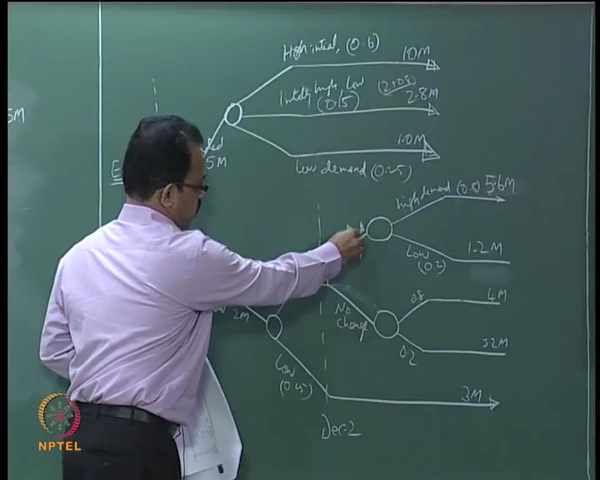 High initial, (0.6) 10M
Initially high, Low (2+0.8)
(0.15) 2.8M
5M
1.0M
Low demand (0.25)
5M
High demand 5.6M
Low 1.2M
(0.2)
0.8 4M
No change
2M
0.2 3.2M
Low
3M
Dec-2
NPTEL